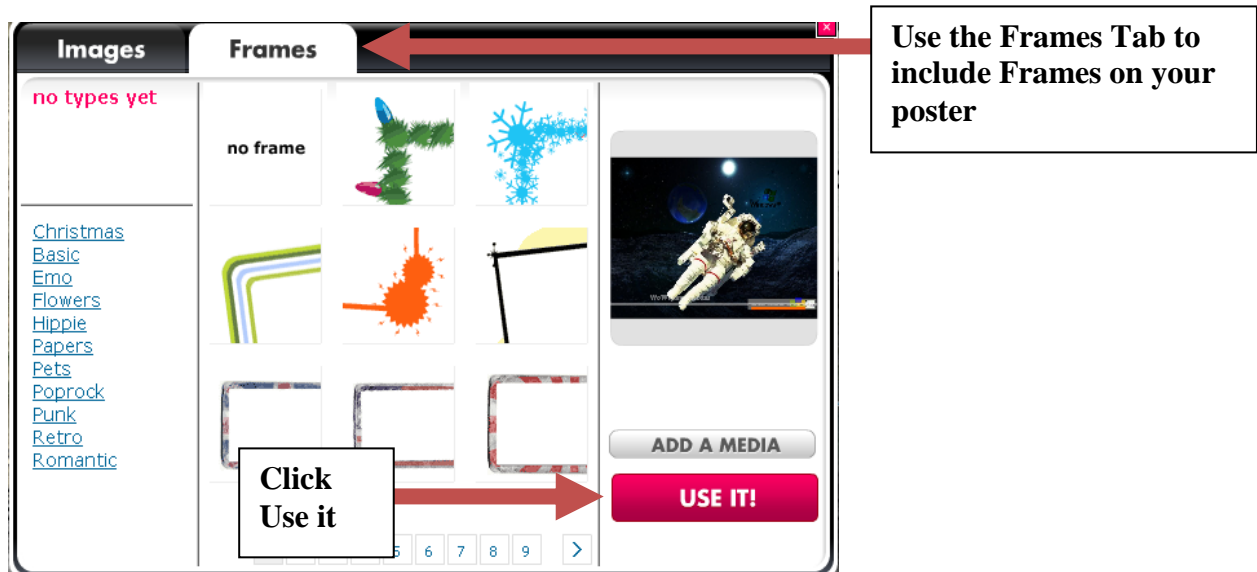 Images
Frames
Use the Frames Tab to
include Frames on your
poster
no types yet
no frame
Christmas
Basic
Emo
Flowers
Hippie
Papers
Pets
Poprock
Punk
Retro
Romantic
ADD A MEDIA
USE IT!
Click
Use it
5 6 7 8 9 >